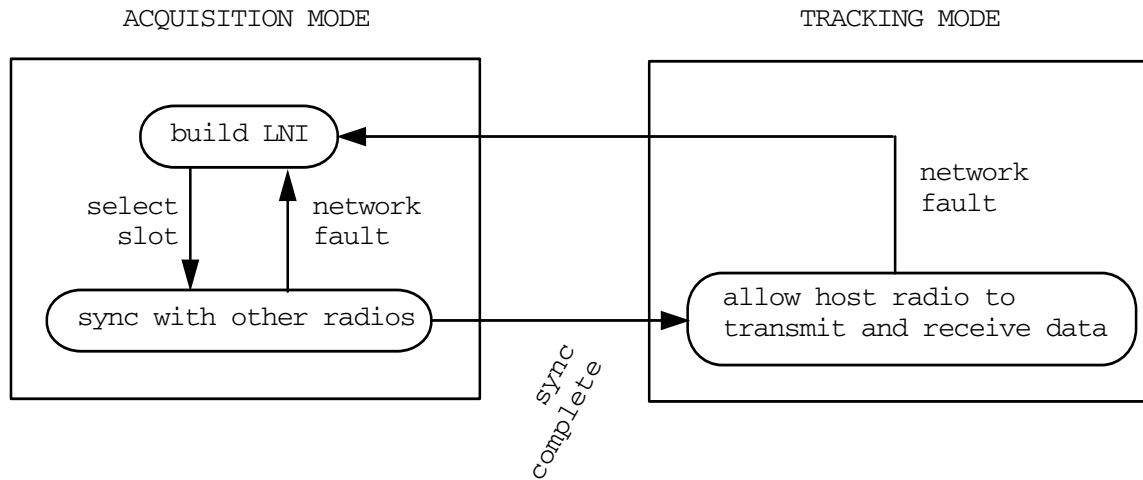 ACQUISITION MODE
TRACKING MODE
build LNI
select
slot
network
fault
sync with other radios
sync
complete
network
fault
allow host radio to
transmit and receive data